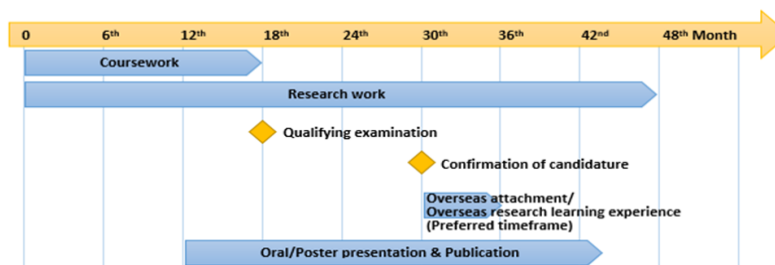 0 6th 12th 18th 24th 30th 36th 42nd 48th Month
Coursework
Research work
Qualifying examination
Confirmation of candidature
Overseas attachment/
Overseas research learning experience
(Preferred timeframe)
Oral/Poster presentation & Publication